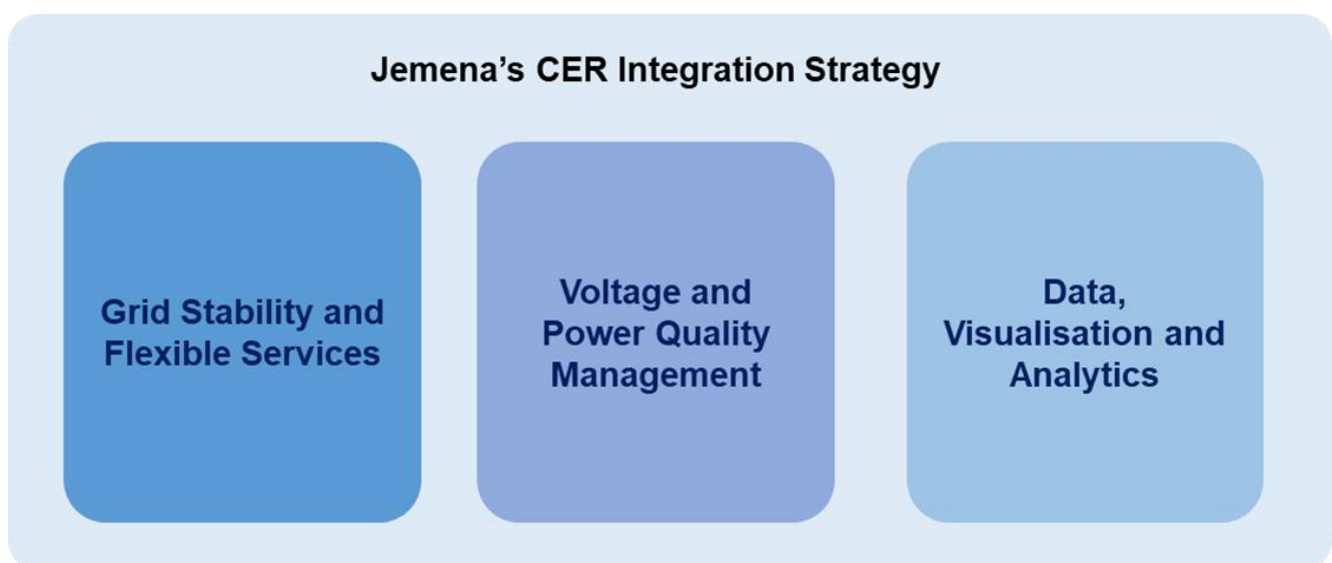 Jemena’s CER Integration Strategy
Grid Stability and
Flexible Services
Voltage and
Power Quality
Management
Data,
Visualisation and
Analytics